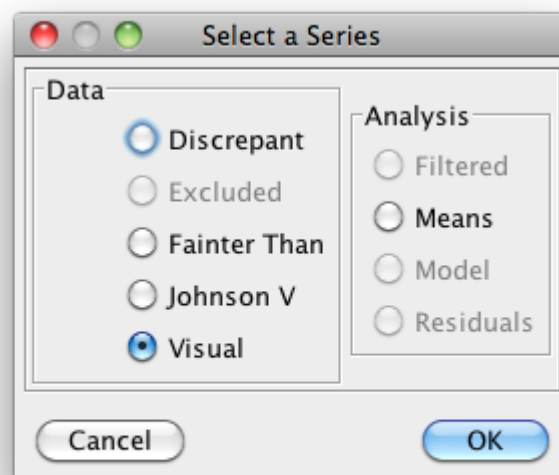 Select a Series
Data
Discrepant
Excluded
Fainter Than
Johnson V
Visual
Analysis
Filtered
Means
Model
Residuals
Cancel
OK